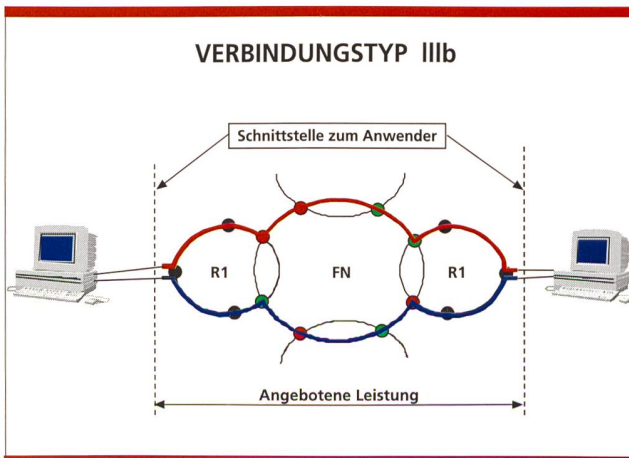 VERBINDUNGSTYP IIIb
Schnittstelle zum Anwender
R1 FN R1
Angebotene Leistung